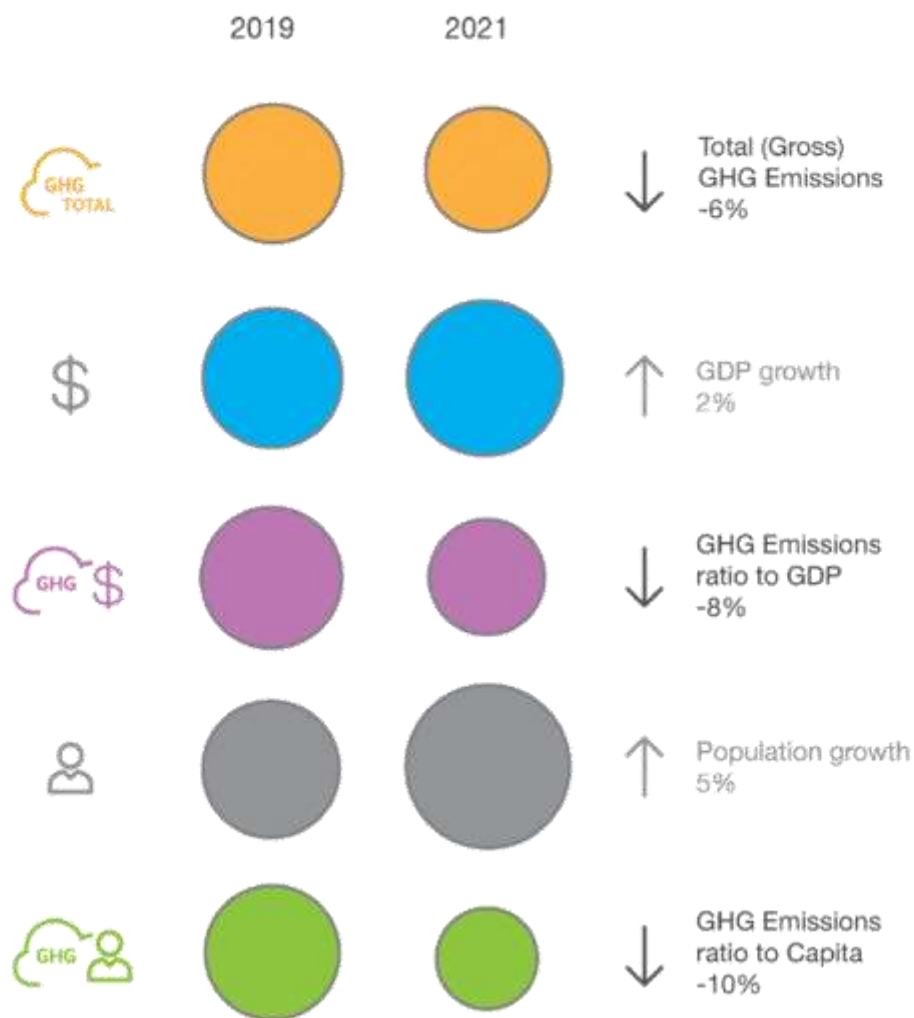 2019 2021
GHG
TOTAL
Total (Gross)
GHG Emissions
-6%
$
GDP growth
2%
GHG $
GHG Emissions
ratio to GDP
-8%
Population growth
5%
GHG
GHG Emissions
ratio to Capita
-10%